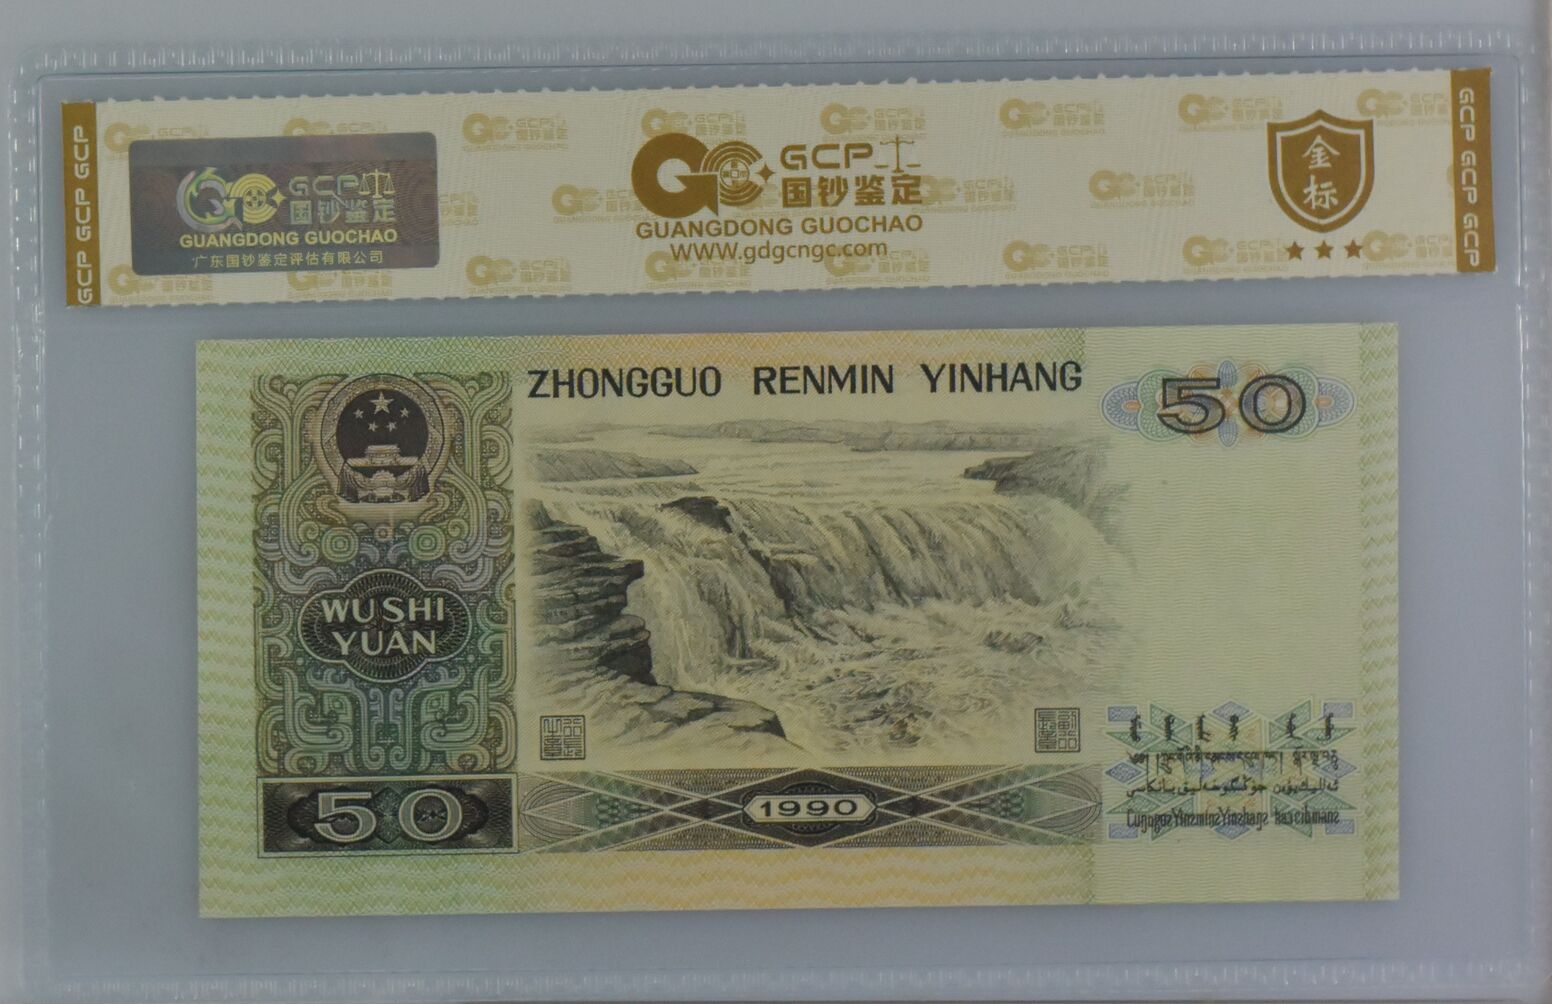 GCP GCP GCP
GCP
国钞鉴定
GUANGDONG GUOCHAO
广东国钞鉴定评估有限公司
GCP
国钞鉴定
GUANGDONG GUOCHAO
WWW.gdgcngc.com
金标
GCP GCP GCP
ZHONGGUO RENMIN YINHANG
50
WU SHI
YUAN
50
1990